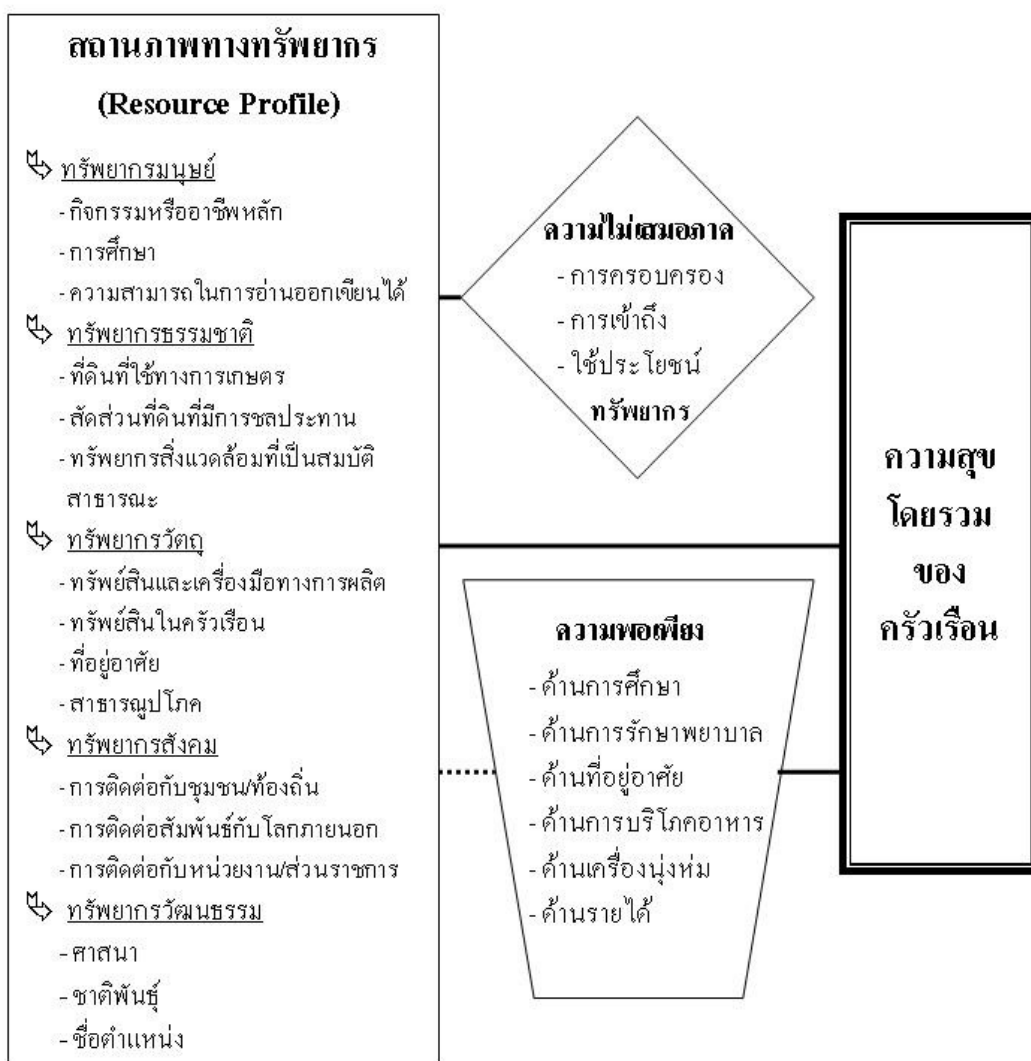 สถานภาพทางทรัพยากร
(Resource Profile)
ทรัพยากรมนุษย์
- กิจกรรมหรืออาชีพหลัก
- การศึกษา
- ความสามารถในการอ่านออกเขียนได้
ทรัพยากรธรรมชาติ
- ที่ดินที่ใช้ทางการเกษตร
- สัดส่วนที่ดินที่มีการชลประทาน
- ทรัพยากรสิ่งแวดล้อมที่เป็นสมบัติ
สาธารณะ
ทรัพยากรวัตถุ
- ทรัพย์สินและเครื่องมือทางการผลิต
- ทรัพย์สินในครัวเรือน
- ที่อยู่อาศัย
- สาธารณูปโภค
ทรัพยากรสังคม
- การติดต่อกับชุมชน/ท้องถิ่น
- การติดต่อสัมพันธ์กับโลกภายนอก
- การติดต่อกับหน่วยงาน/ส่วนราชการ
ทรัพยากรวัฒนธรรม
- ศาสนา
- ชาติพันธุ์
- ชื่อตำแหน่ง
ความไม่เสมอภาค
- การครอบครอง
- การเข้าถึง
- ใช้ประโยชน์
ทรัพยากร
ความพอเพียง
- ด้านการศึกษา
- ด้านการรักษาพยาบาล
- ด้านที่อยู่อาศัย
- ด้านการบริโภคอาหาร
- ด้านเครื่องนุ่งห่ม
- ด้านรายได้
ความสุข
โดยรวม
ของ
ครัวเรือน